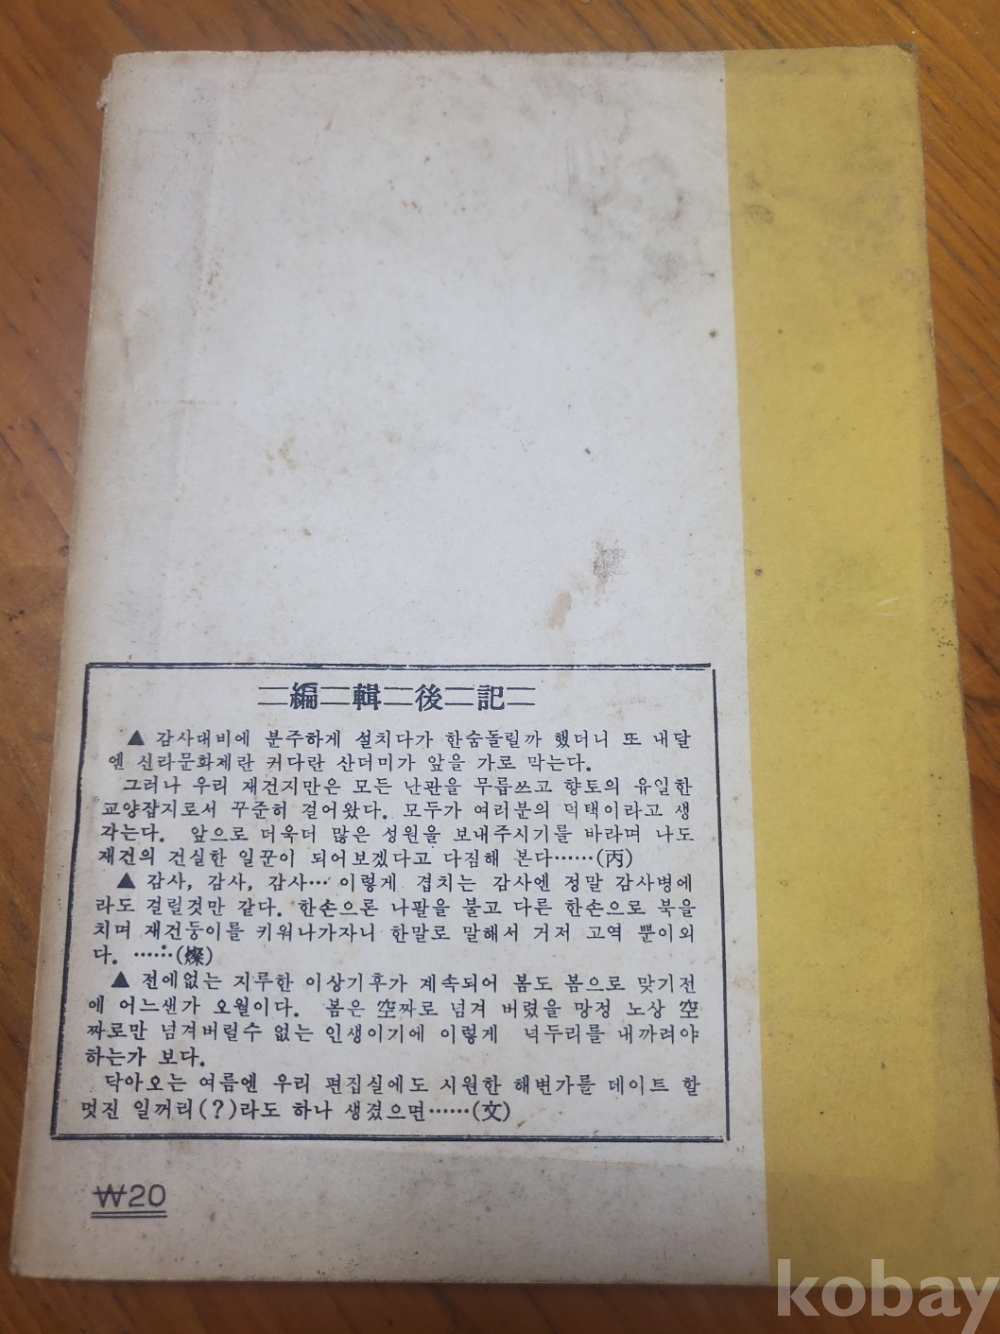 二編二輯二後二記二
▲ 감사대비에 분주하게 설치다가 한숨돌릴까 했더니 또 내달
엔 신라문화제란 커다란 산더미가 앞을 가로 막는다.
그러나 우리 재건지만은 모든 난관을 무릅쓰고 향토의 유일한
교양잡지로서 꾸준히 걸어왔다. 모두가 여러분의 덕택이라고 생
각는다. 앞으로 더욱더 많은 성원을 보내주시기를 바라며 나도
재건의 건실한 일꾼이 되어보겠다고 다짐해 본다……(丙)
▲ 감사, 감사, 감사… 이렇게 겹치는 감사엔 정말 감사병에
라도 걸릴것만 같다. 한손으론 나팔을 불고 다른 한손으로 북을
치며 재건둥이를 키워나가자니 한말로 말해서 거저 고역 뿐이외
다. ……(燦)
▲ 전에없는 지루한 이상기후가 계속되어 봄도 봄으로 맞기전
에 어느샌가 오월이다. 봄은 空짜로 넘겨 버렸을 망정 노상 空
짜로만 넘겨버릴수 없는 인생이기에 이렇게 넉두리를 내까려야
하는가 보다.
닥아오는 여름엔 우리 편집실에도 시원한 해변가를 데이트 할
멋진 일꺼리(?)라도 하나 생겼으면……(文)
₩20
kobay